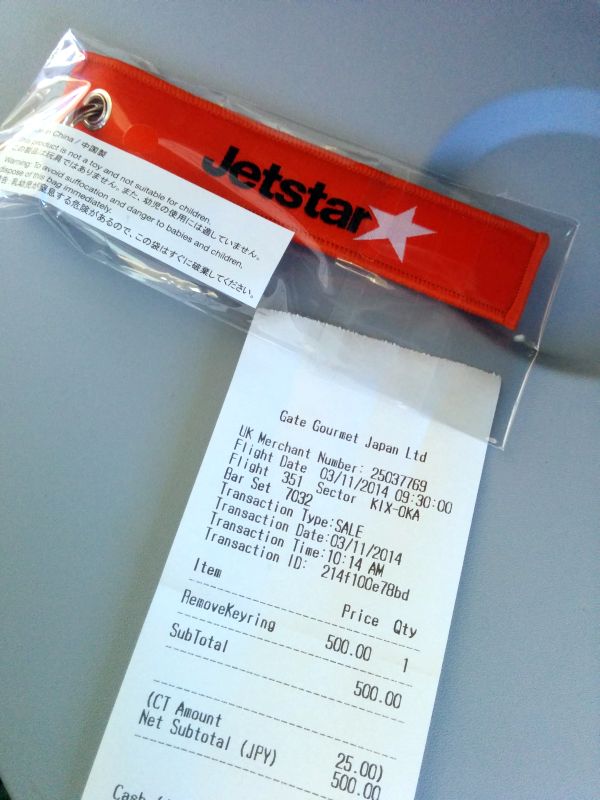 Jetstar
in China / 中国製
product is not a toy and not suitable for children.
この製品は玩具ではありません。また、幼児の使用には適していません。
Warning: To avoid suffocation and danger to babies and children,
dispose of this bag immediately.
乳幼児が窒息する危険があるので、この袋はすぐに破棄してください。
Gate Gourmet Japan Ltd
UK Merchant Number: 25037769
Flight Date 03/11/2014 09:30:00
Flight 351 Sector KIX-OKA
Bar Set 7032
Transaction Type:SALE
Transaction Date:03/11/2014
Transaction Time:10:14 AM
Transaction ID: 214f100e78bd
Item Price Qty
RemoveKeyring 500.00 1
SubTotal 500.00
(CT Amount 25.00)
Net Subtotal (JPY) 500.00